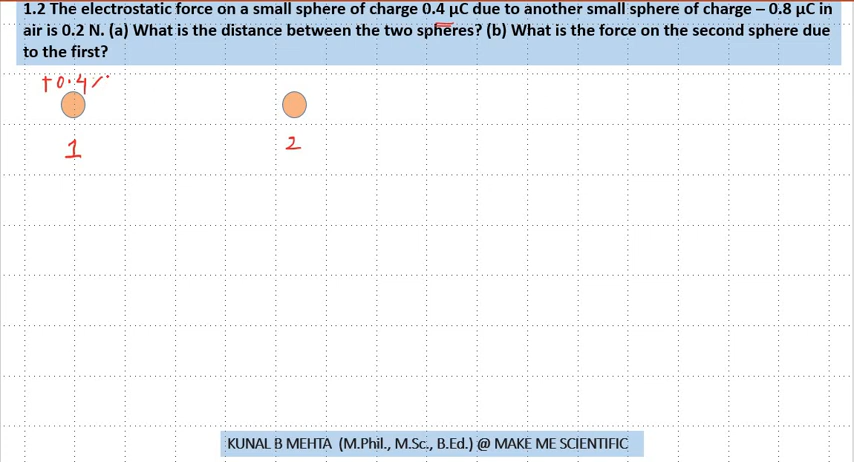 1.2 The electrostatic force on a small sphere of charge 0.4 μC due to another small sphere of charge – 0.8 μC in
air is 0.2 N. (a) What is the distance between the two spheres? (b) What is the force on the second sphere due
to the first?
+0.4
1
2
KUNAL B MEHTA (M.Phil., M.Sc., B.Ed.) @ MAKE ME SCIENTIFIC